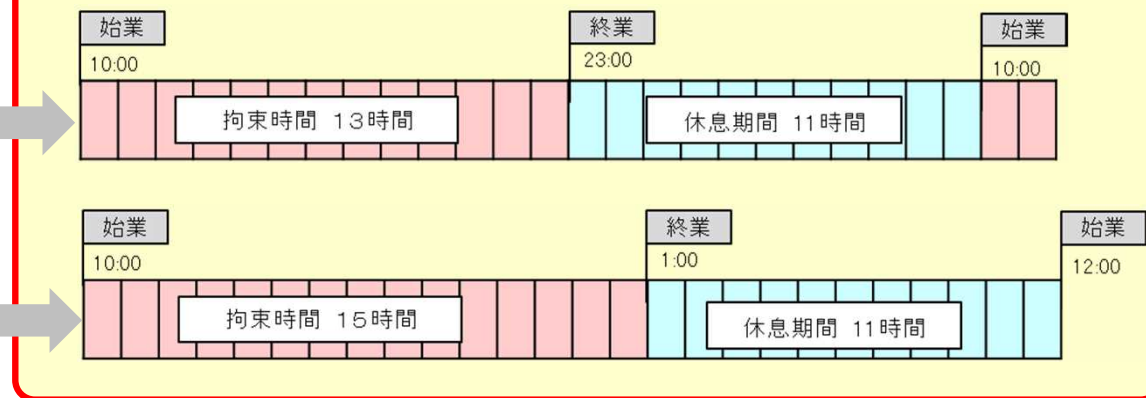 始業 終業 始業
10:00 23:00 10:00
拘束時間 13時間 休息期間 11時間
始業 終業 始業
10:00 1:00 12:00
拘束時間 15時間 休息期間 11時間